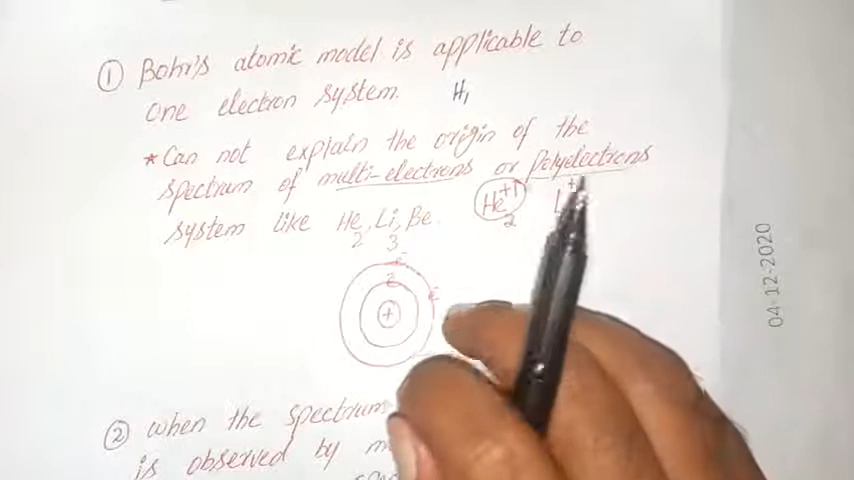 ① Bohr's atomic model is applicable to
one electron system. H₁
*Can not explain the origin of the
spectrum of multi-electrons or polyelectrons
system like He, Li, Be. He⁺¹ L
2 3 2
e⁻
2 e⁻
+
② when the spectrum
is observed by
04-12-2020